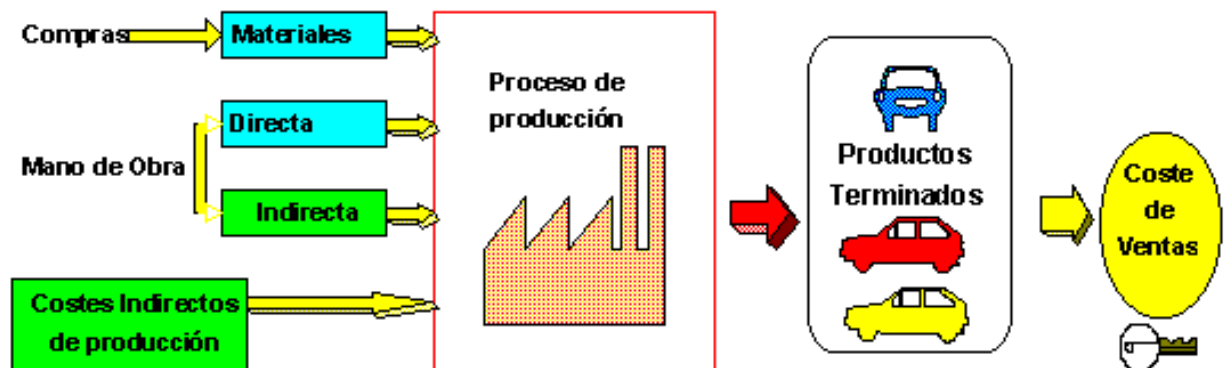 Compras
Materiales
Mano de Obra
Directa
Indirecta
Costes Indirectos
de producción
Proceso de
producción
Productos
Terminados
Coste
de
Ventas